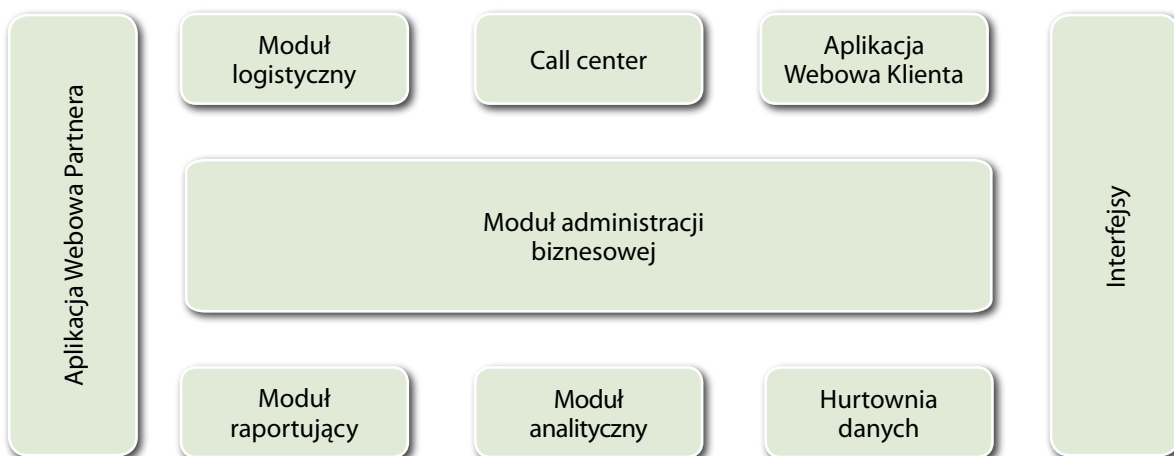 Aplikacja Webowa Partnera
Moduł
logistyczny
Call center
Aplikacja
Webowa Klienta
Moduł administracji
biznesowej
Moduł
raportujący
Moduł
analityczny
Hurtownia
danych
Interfejsy